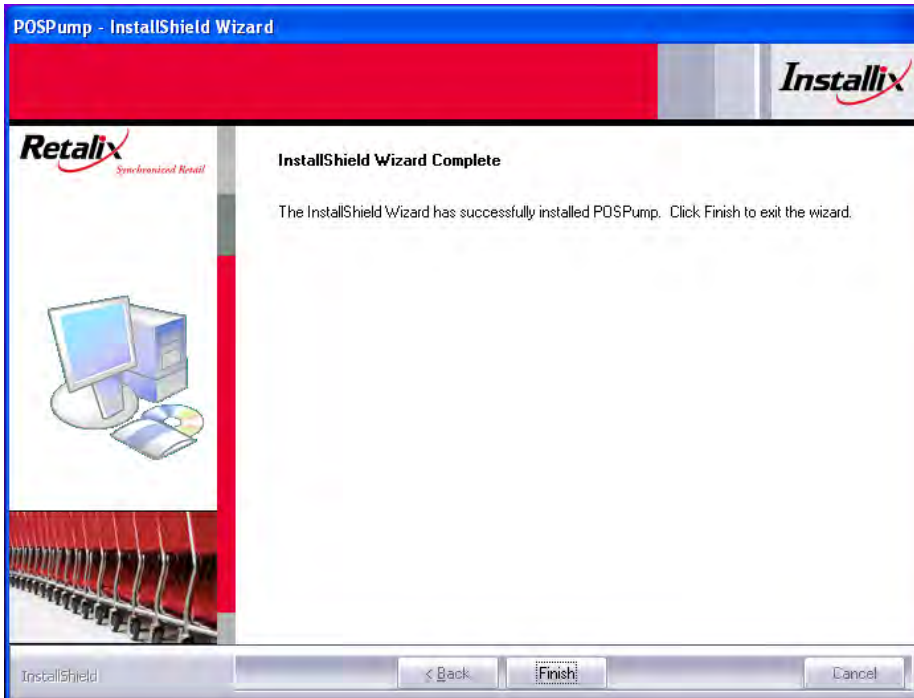 POSPump - InstallShield Wizard
Installix
Retalix
Synchronized Retail
InstallShield Wizard Complete
The InstallShield Wizard has successfully installed POSPump. Click Finish to exit the wizard.
InstallShield
< Back
Finish
Cancel